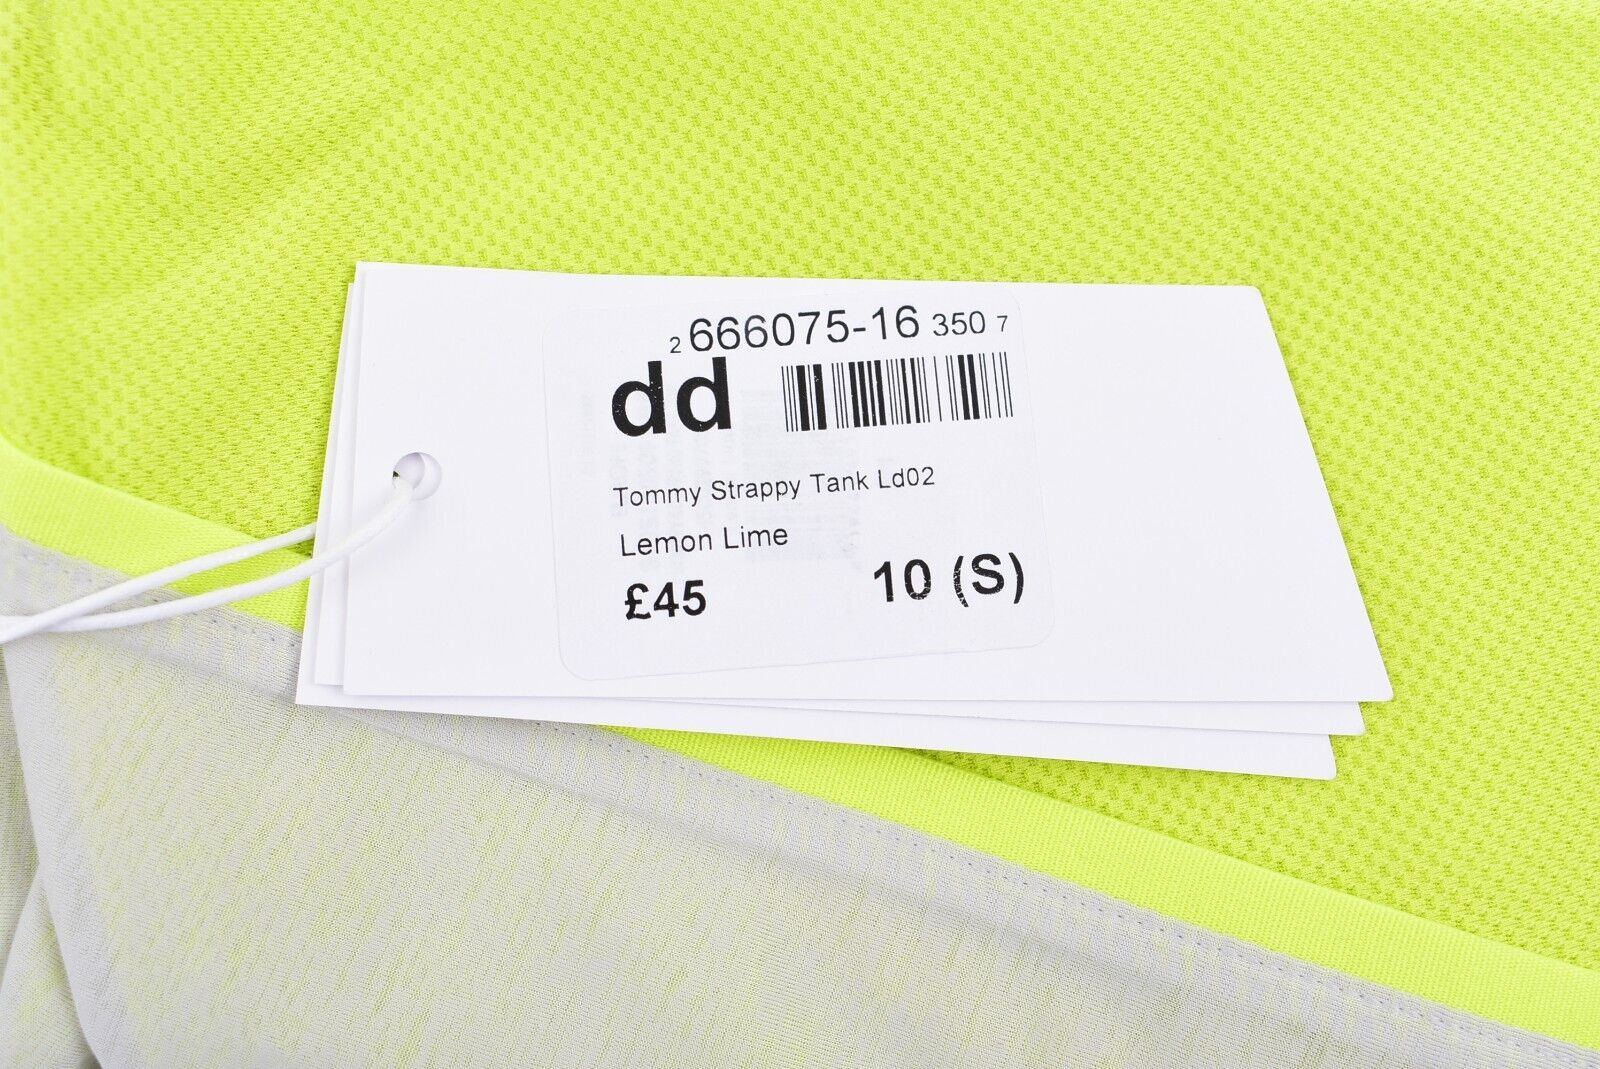 2 666075-16 350 7
dd
Tommy Strappy Tank Ld02
Lemon Lime
£45 10 (S)